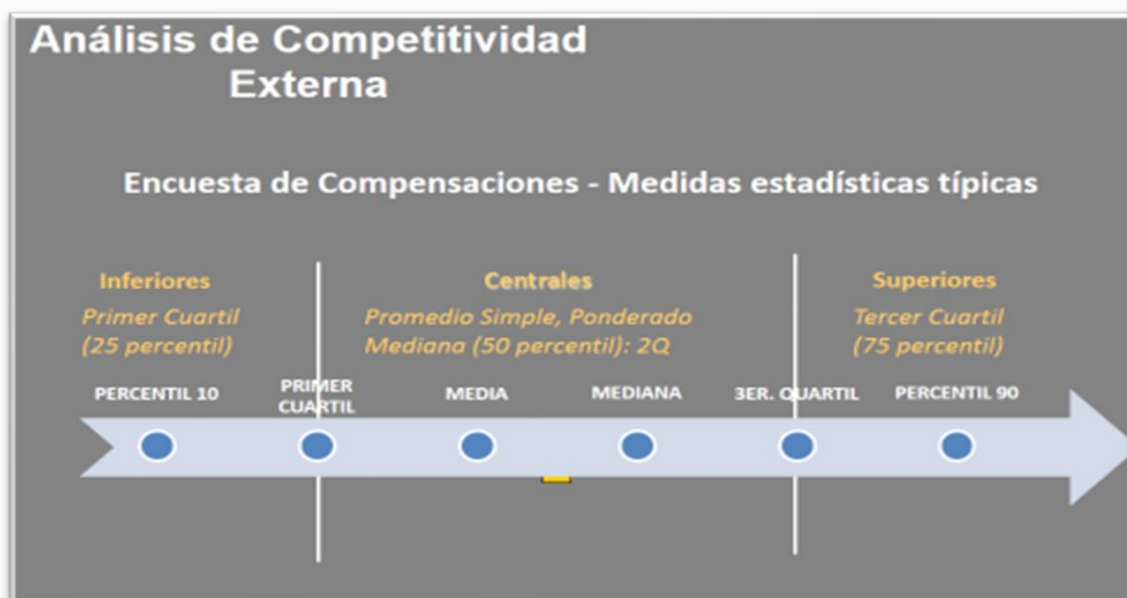 Análisis de Competitividad
Externa
Encuesta de Compensaciones - Medidas estadísticas típicas
Inferiores
Primer Cuartil
(25 percentil)
Centrales
Promedio Simple, Ponderado
Mediana (50 percentil): 2Q
Superiores
Tercer Cuartil
(75 percentil)
PERCENTIL 10
PRIMER
CUARTIL
MEDIA
MEDIANA
3ER. QUARTIL
PERCENTIL 90